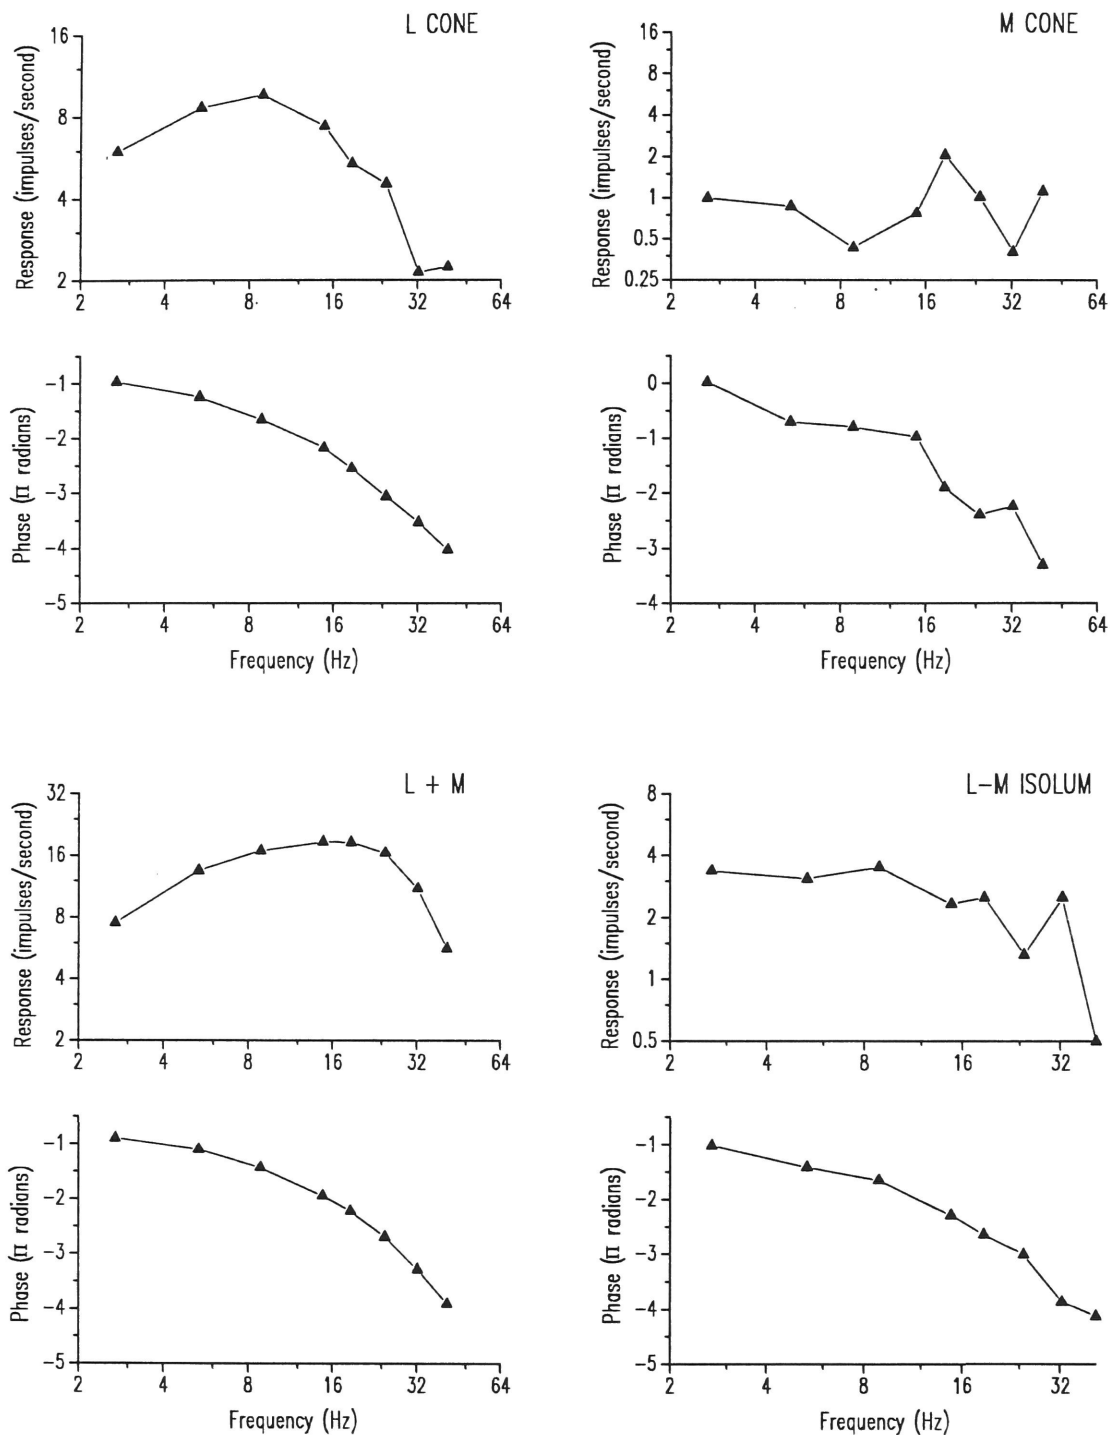 L CONE
Response (impulses/second)
16
8
4
2
2 4 8 16 32 64
Phase (π radians)
−1
−2
−3
−4
−5
2 4 8 16 32 64
Frequency (Hz)
M CONE
Response (impulses/second)
16
8
4
2
1
0.5
0.25
2 4 8 16 32 64
Phase (π radians)
0
−1
−2
−3
−4
2 4 8 16 32 64
Frequency (Hz)
L + M
Response (impulses/second)
32
16
8
4
2
2 4 8 16 32 64
Phase (π radians)
−1
−2
−3
−4
−5
2 4 8 16 32 64
Frequency (Hz)
L−M ISOLUM
Response (impulses/second)
8
4
2
1
0.5
2 4 8 16 32
Phase (π radians)
−1
−2
−3
−4
−5
2 4 8 16 32
Frequency (Hz)